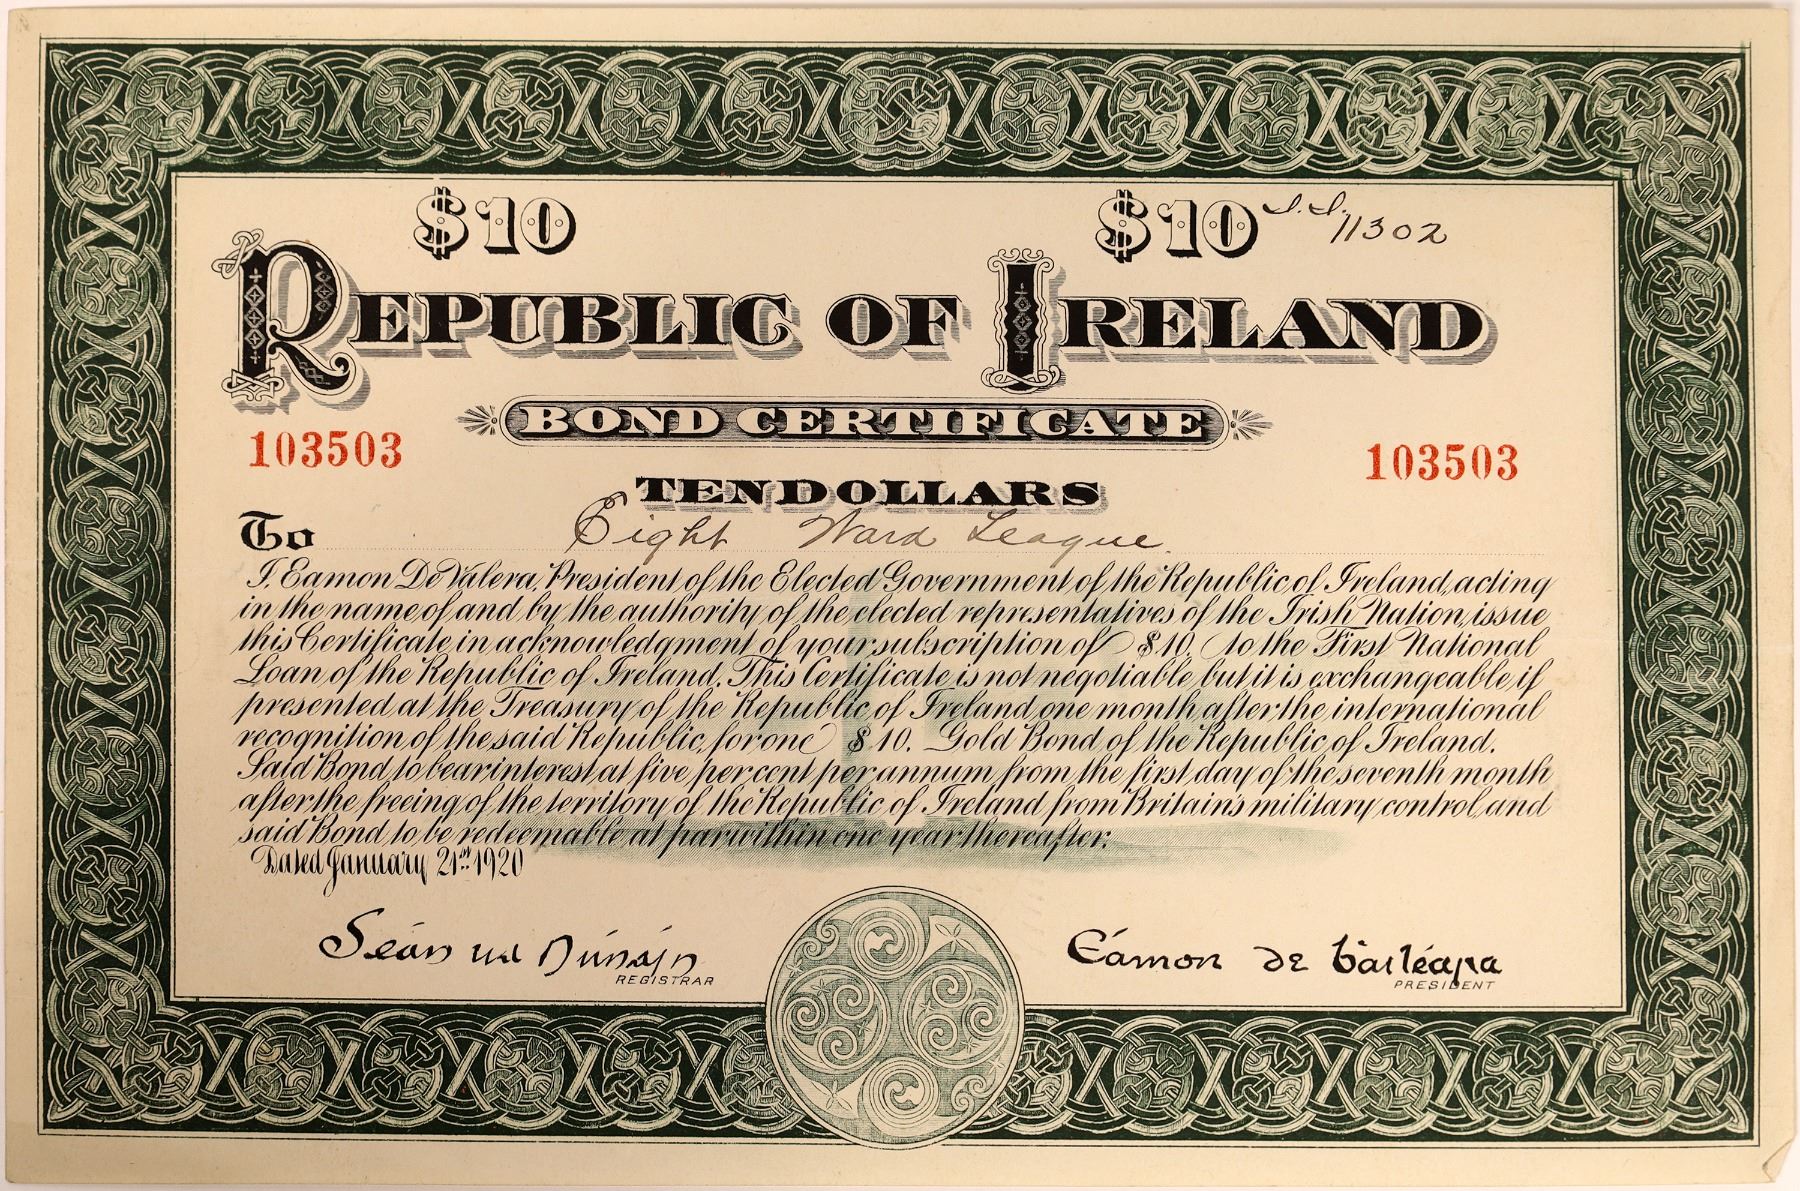 $10 $10 I.I. 11302
REPUBLIC OF IRELAND
BOND CERTIFICATE
103503 103503
TEN DOLLARS
To Eight Ward League.
I, Eamon De Valera, President of the Elected Government of the Republic of Ireland, acting
in the name of and by the authority of the elected representatives of the Irish Nation, issue
this Certificate in acknowledgment of your subscription of $10. to the First National
Loan of the Republic of Ireland. This Certificate is not negotiable, but it is exchangeable if
presented at the Treasury of the Republic of Ireland one month after the international
recognition of the said Republic, for one $10. Gold Bond of the Republic of Ireland.
Said Bond to bear interest at five per cent per annum from the first day of the seventh month
after the freeing of the territory of the Republic of Ireland from Britain's military control, and
said Bond to be redeemable at par within one year thereafter.
Dated January 21st 1920
Seán ua Núnáin Éamon de
REGISTRAR PRESIDENT